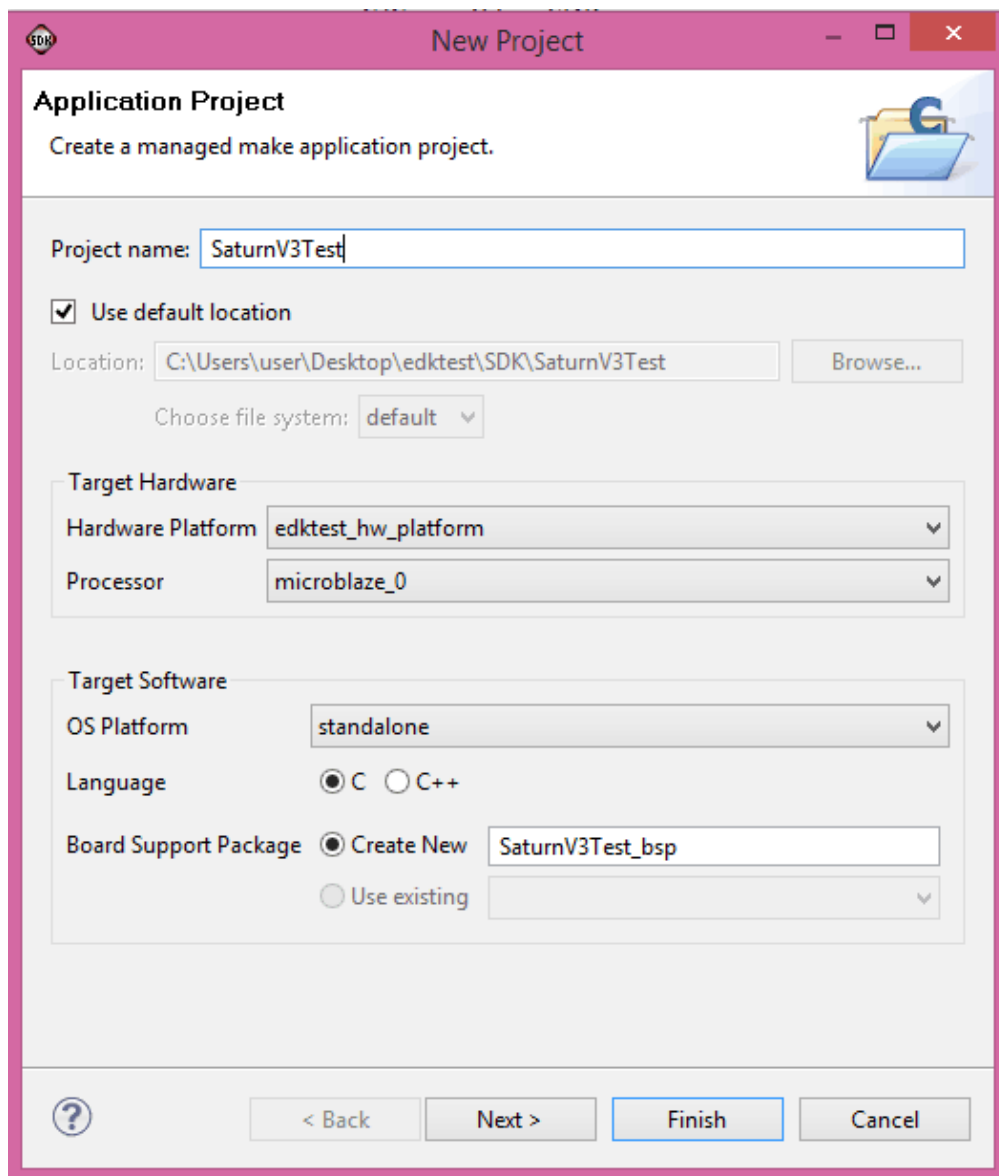 SDK
New Project
Application Project
Create a managed make application project.
C
Project name: SaturnV3Test
Use default location
Location: C:\Users\user\Desktop\edktest\SDK\SaturnV3Test Browse...
Choose file system: default
Target Hardware
Hardware Platform edktest_hw_platform
Processor microblaze_0
Target Software
OS Platform standalone
Language C C++
Board Support Package Create New SaturnV3Test_bsp
Use existing
? < Back Next > Finish Cancel